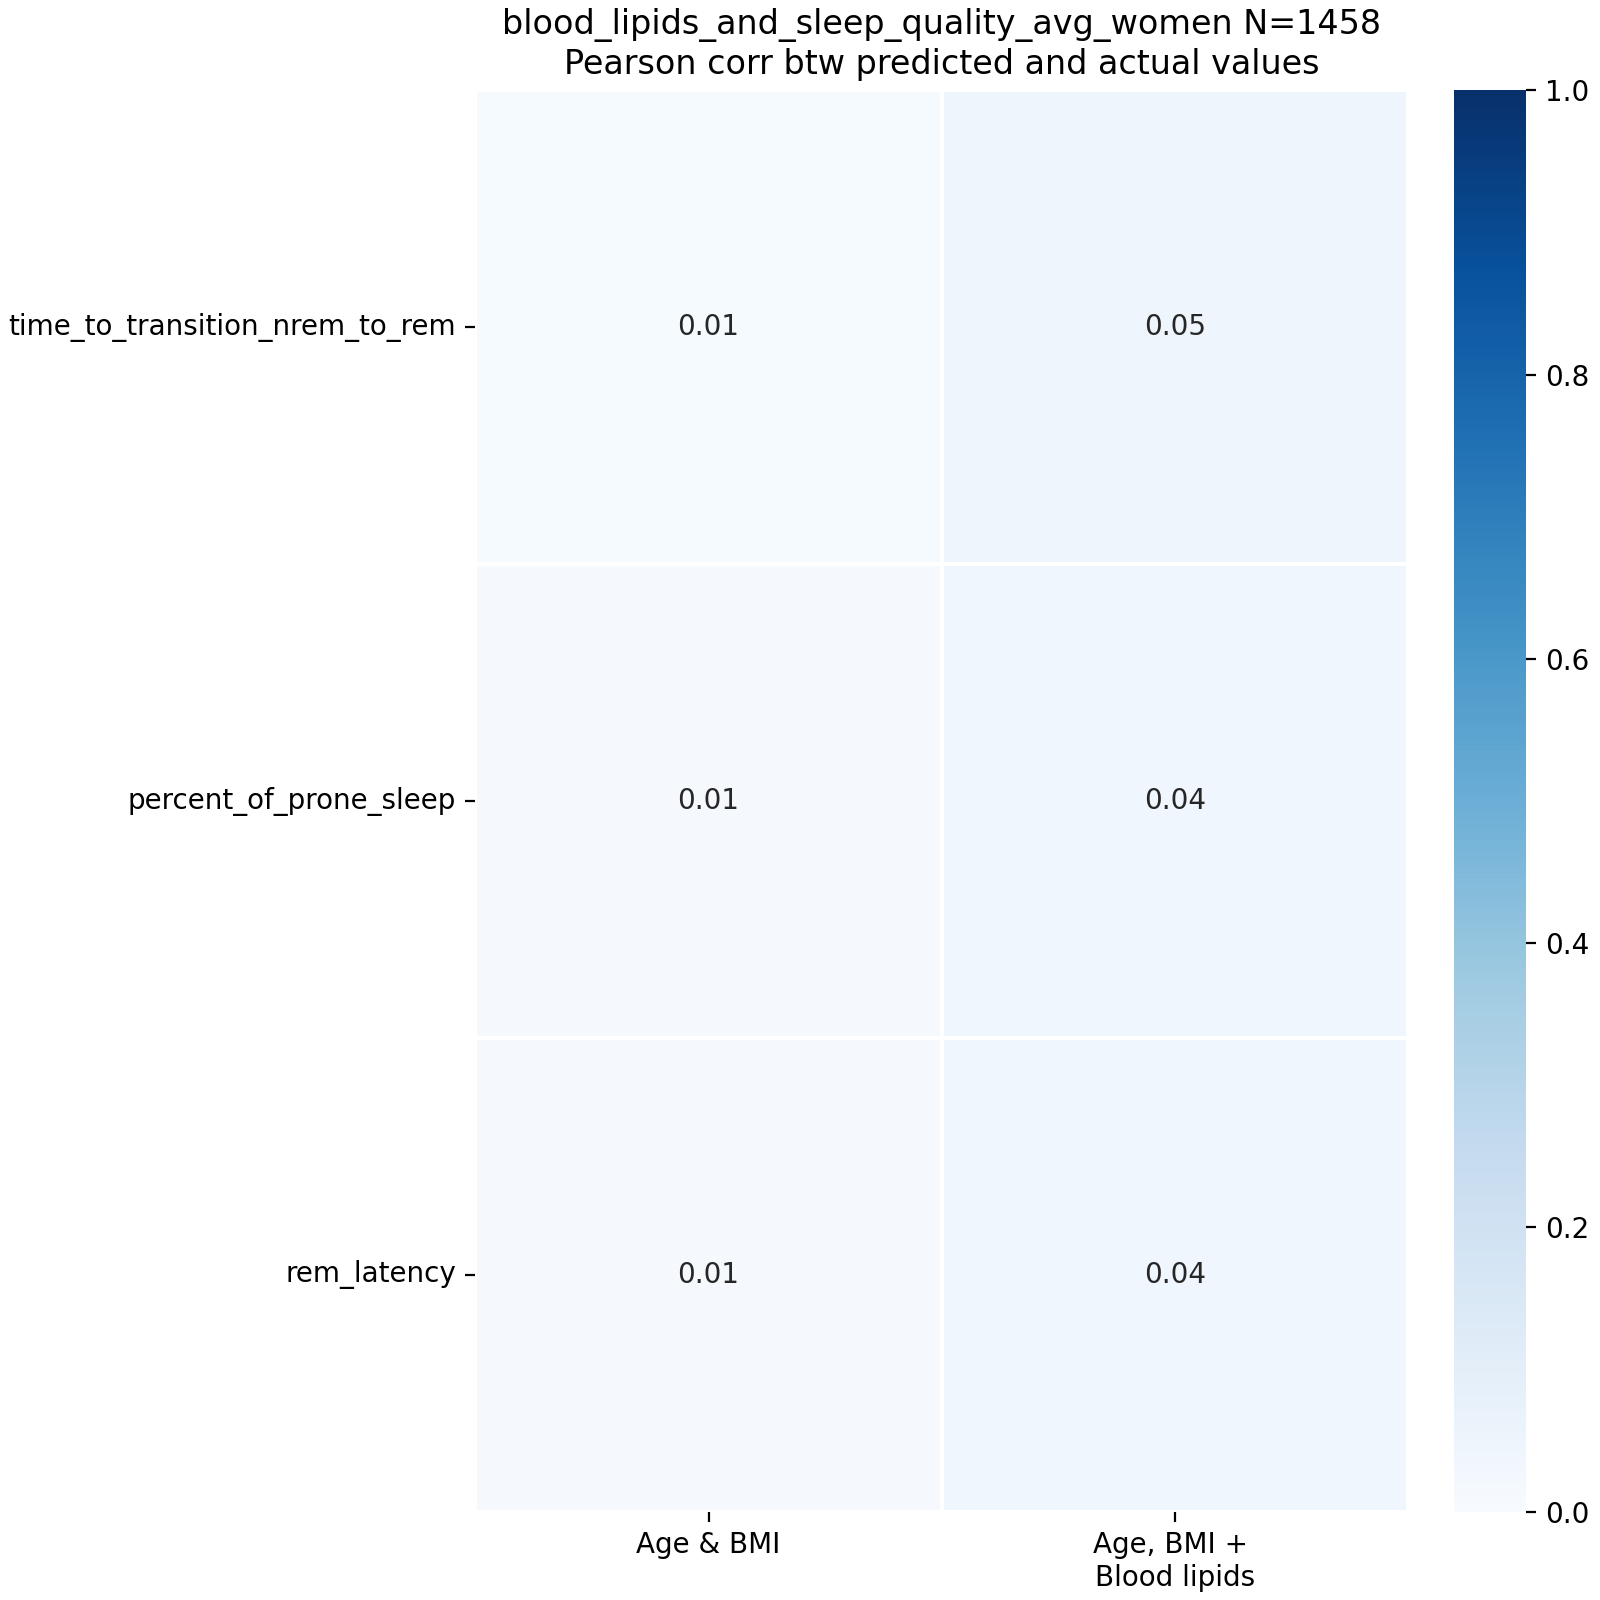 blood_lipids_and_sleep_quality_avg_women N=1458
Pearson corr btw predicted and actual values
time_to_transition_nrem_to_rem
0.01
0.05
percent_of_prone_sleep
0.01
0.04
rem_latency
0.01
0.04
Age & BMI
Age, BMI +
Blood lipids
1.0
0.8
0.6
0.4
0.2
0.0